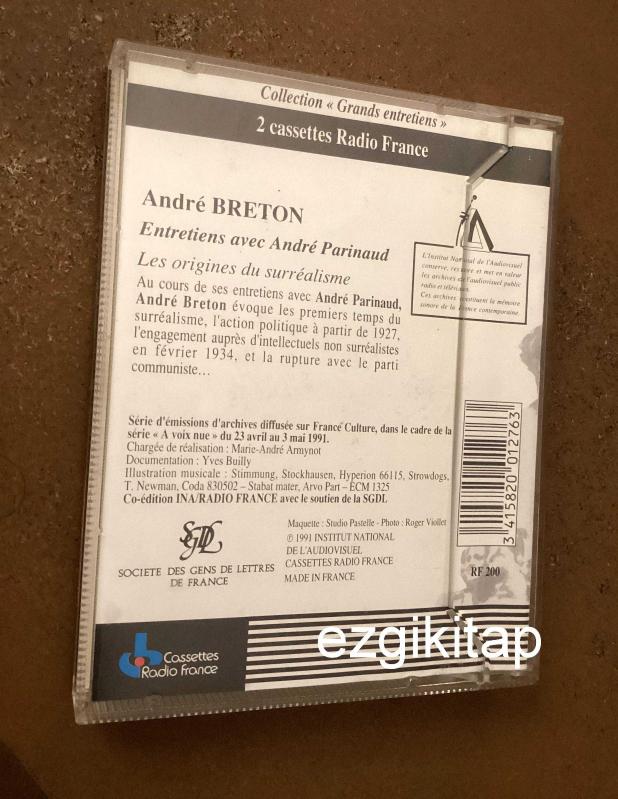 Collection « Grands entretiens »
2 cassettes Radio France
André BRETON
Entretiens avec André Parinaud
Les origines du surréalisme
Au cours de ses entretiens avec André Parinaud,
André Breton évoque les premiers temps du
surréalisme, l'action politique à partir de 1927,
l'engagement auprès d'intellectuels non surréalistes
en février 1934, et la rupture avec le parti
communiste...
L'Institut National de l'Audiovisuel
conserve, restaure et met en valeur
les archives de l'audiovisuel public
radio et télévision.
Ces archives constituent la mémoire
sonore de la France contemporaine.
Série d'émissions d'archives diffusée sur France Culture, dans le cadre de la
série « A voix nue » du 23 avril au 3 mai 1991.
Chargée de réalisation : Marie-André Armynot
Documentation : Yves Builly
Illustration musicale : Stimmung, Stockhausen, Hyperion 66115, Strowdogs,
T. Newman, Coda 830502 – Stabat mater, Arvo Part – ECM 1325
Co-édition INA/RADIO FRANCE avec le soutien de la SGDL
SGDL
SOCIETE DES GENS DE LETTRES
DE FRANCE
Maquette : Studio Pastelle - Photo : Roger Viollet
℗ 1991 INSTITUT NATIONAL
DE L'AUDIOVISUEL
CASSETTES RADIO FRANCE
MADE IN FRANCE
3 415820 012763
RF 200
Cassettes
Radio France
ezgikitap